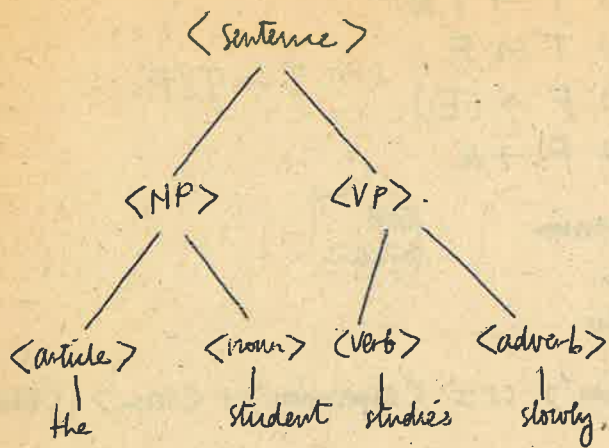 <sentence>
<NP> <VP>.
<article> <noun> <verb> <adverb>
the student studies slowly.